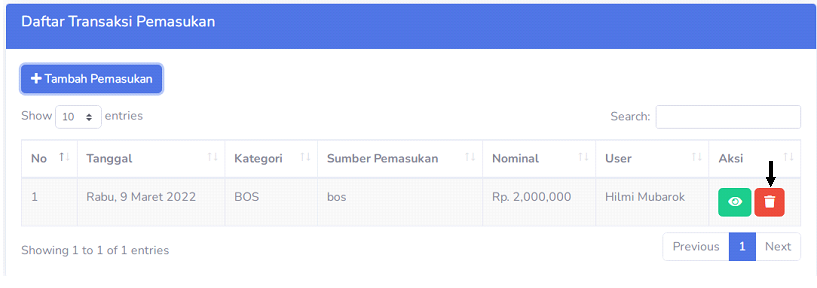 Daftar Transaksi Pemasukan
Tambah Pemasukan
Show 10 entries Search:
No Tanggal Kategori Sumber Pemasukan Nominal User Aksi
1 Rabu, 9 Maret 2022 BOS bos Rp. 2,000,000 Hilmi Mubarok
Showing 1 to 1 of 1 entries Previous 1 Next